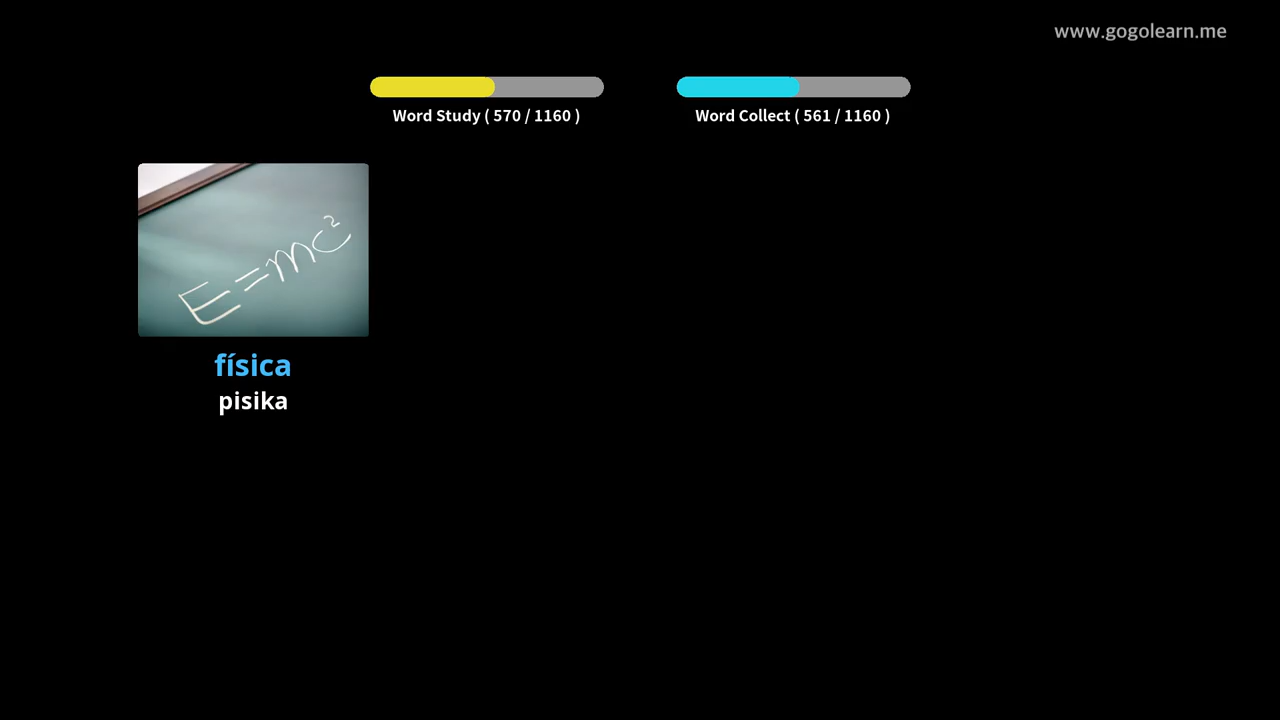 www.gogolearn.me
Word Study ( 570 / 1160 )
Word Collect ( 561 / 1160 )
E=mc²
física
pisika